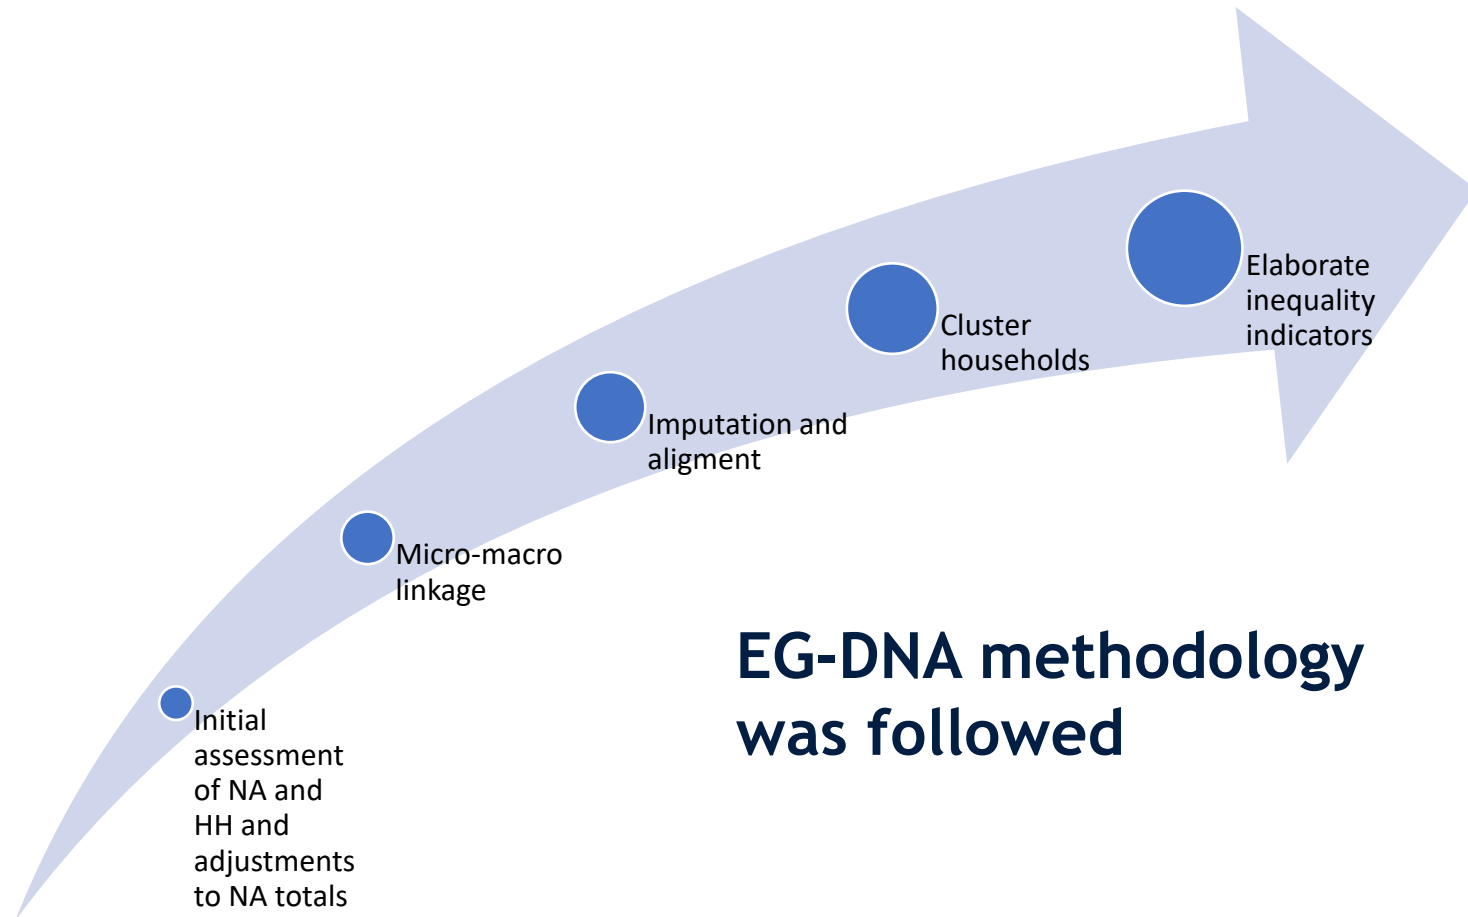 Initial
assessment
of NA and
HH and
adjustments
to NA totals
Micro-macro
linkage
Imputation and
aligment
Cluster
households
Elaborate
inequality
indicators
EG-DNA methodology
was followed